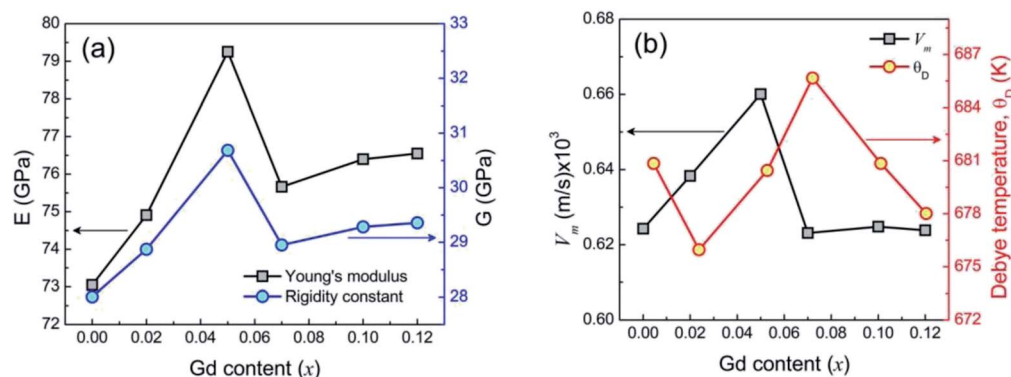 (a)
80
79
78
77
76
75
74
73
72
E (GPa)
33
32
31
30
29
28
G (GPa)
Young's modulus
Rigidity constant
0.00 0.02 0.04 0.06 0.08 0.10 0.12
Gd content (x)
(b)
0.68
0.66
0.64
0.62
0.60
Vm (m/s)x10³
Vm
θD
687
684
681
678
675
672
Debye temperature, θD (K)
0.00 0.02 0.04 0.06 0.08 0.10 0.12
Gd content (x)